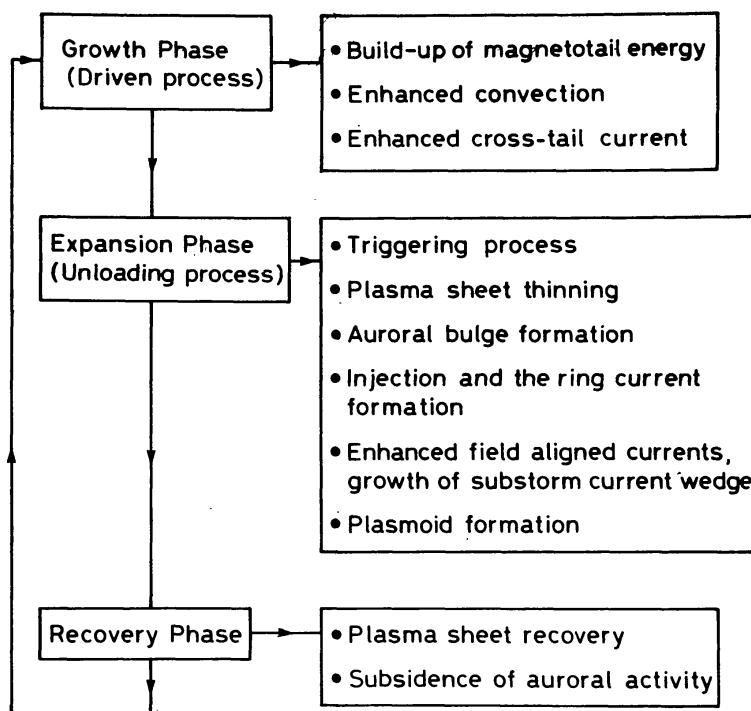 Growth Phase
(Driven process)
• Build-up of magnetotail energy
• Enhanced convection
• Enhanced cross-tail current
Expansion Phase
(Unloading process)
• Triggering process
• Plasma sheet thinning
• Auroral bulge formation
• Injection and the ring current
formation
• Enhanced field aligned currents,
growth of substorm current wedge
• Plasmoid formation
Recovery Phase
• Plasma sheet recovery
• Subsidence of auroral activity